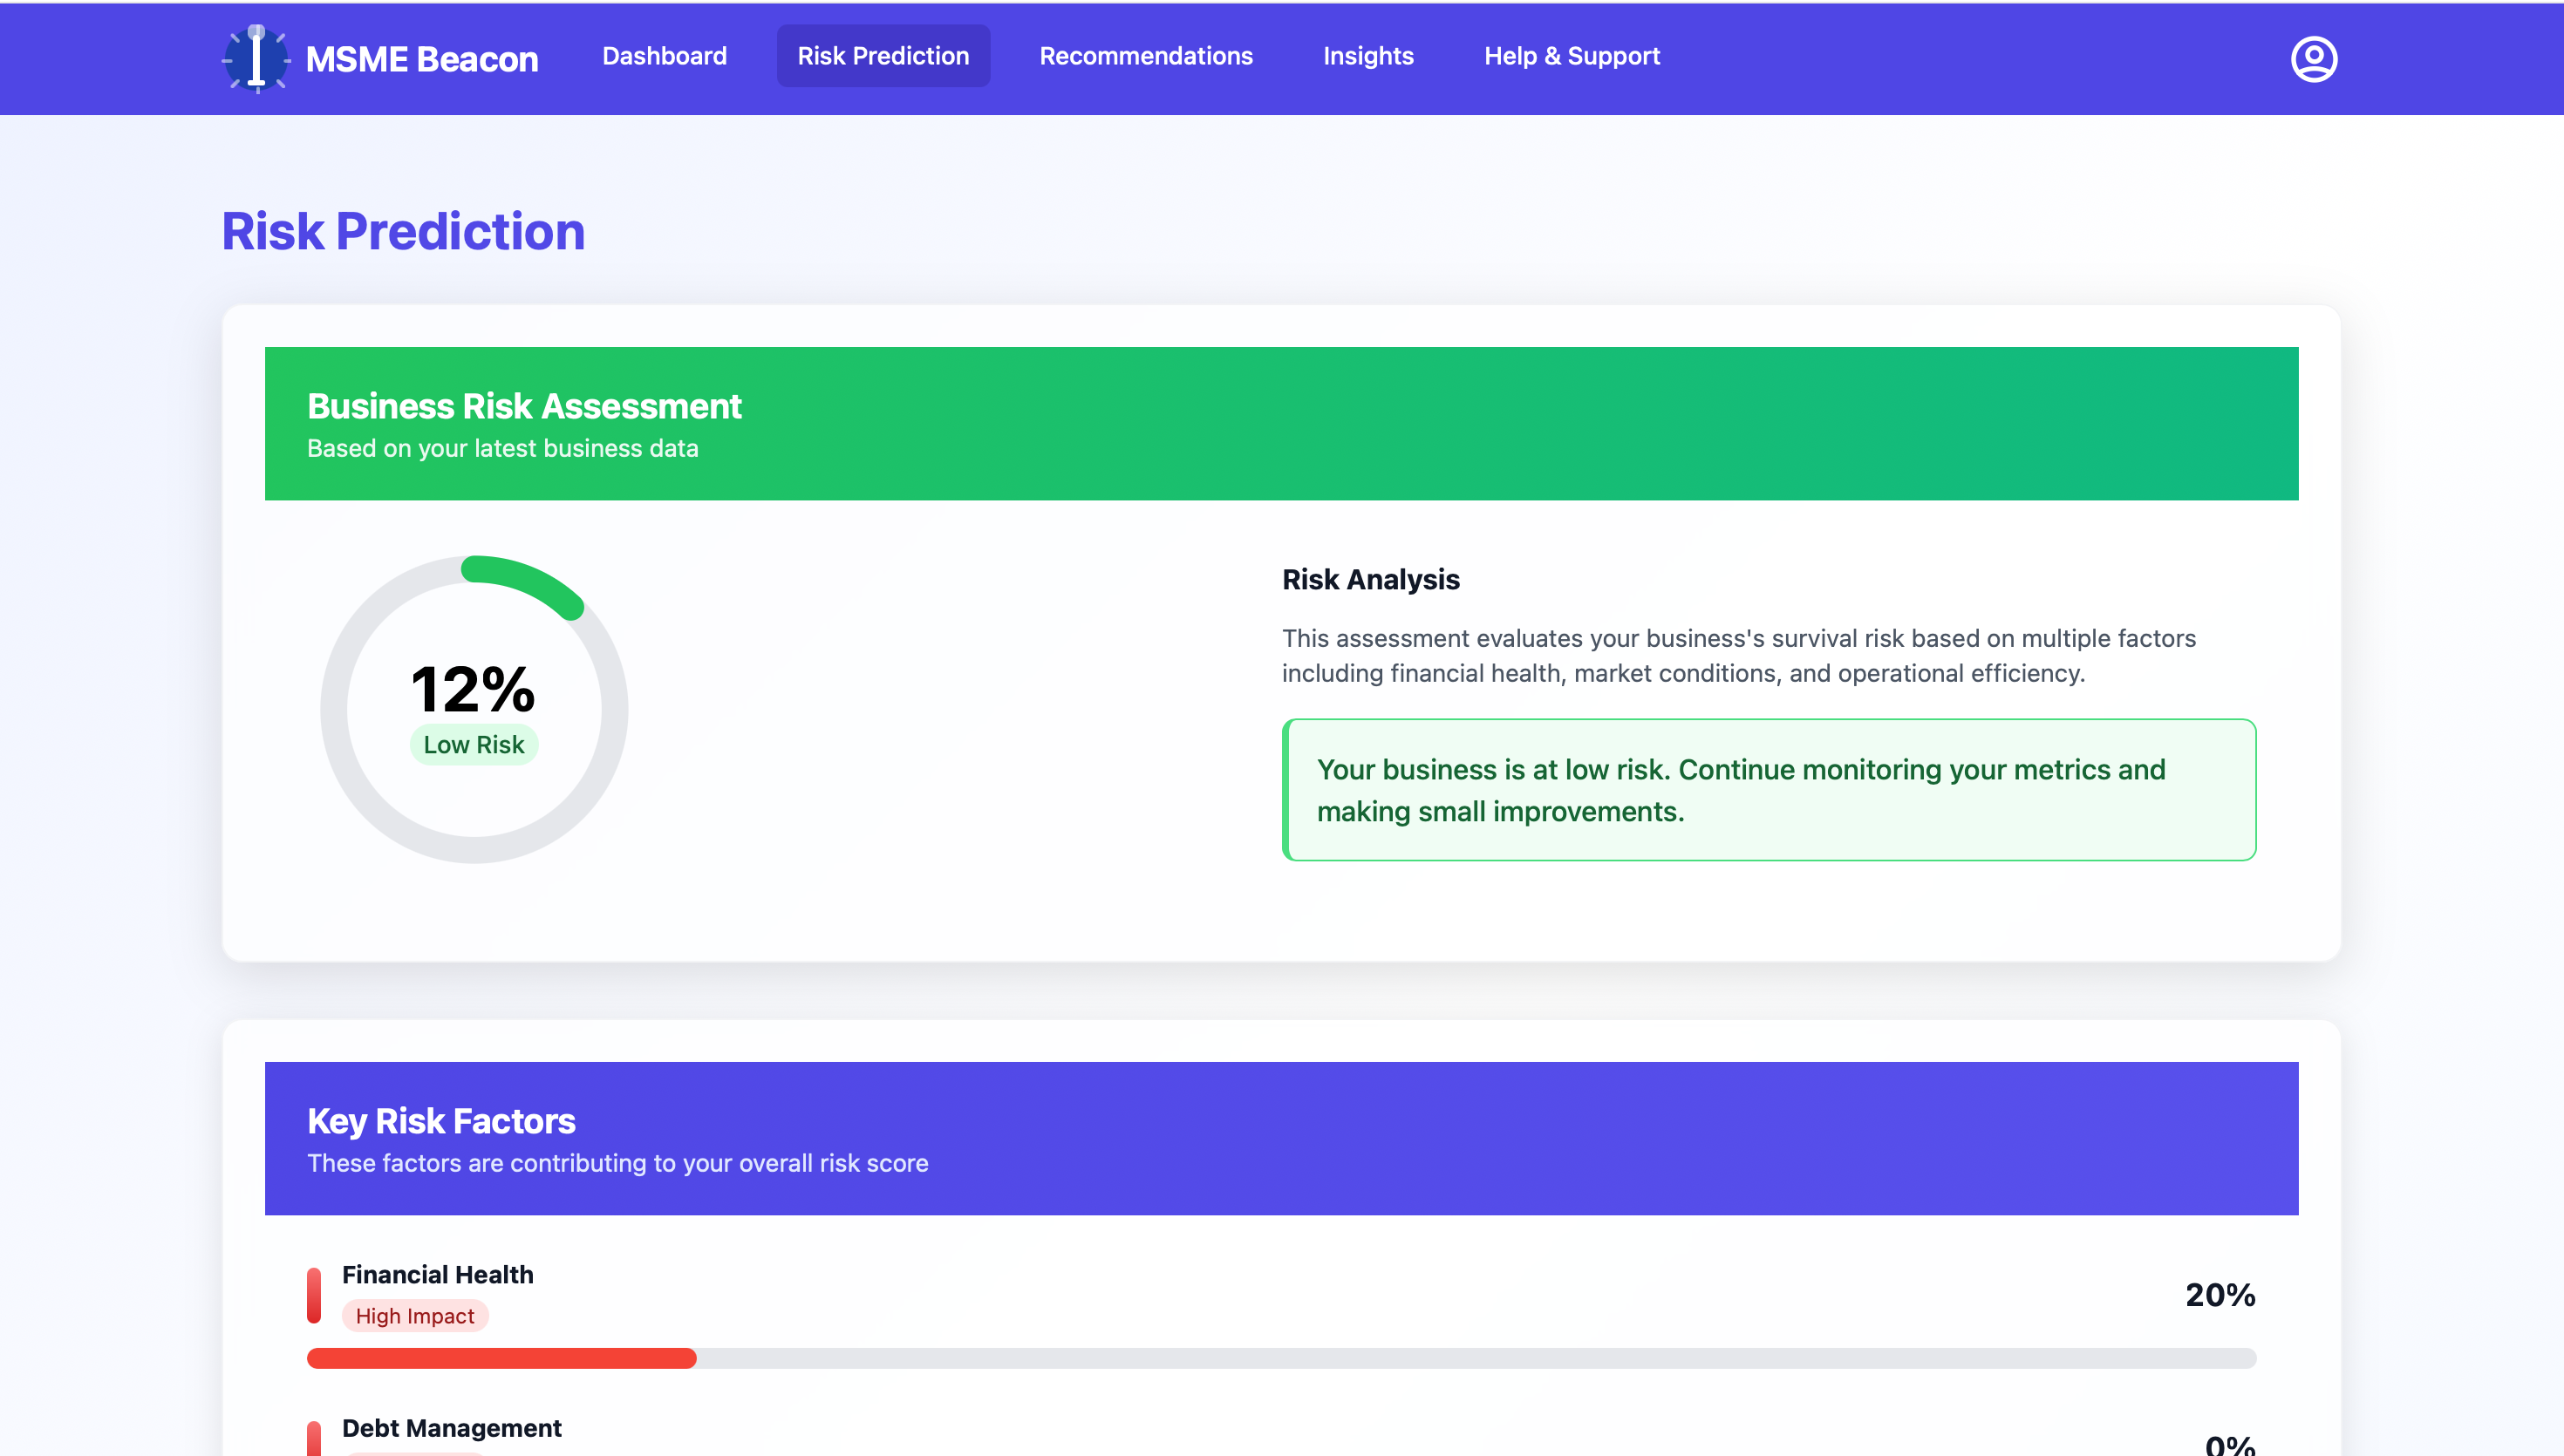 MSME Beacon
Dashboard
Risk Prediction
Recommendations
Insights
Help & Support
Risk Prediction
Business Risk Assessment
Based on your latest business data
12%
Low Risk
Risk Analysis
This assessment evaluates your business's survival risk based on multiple factors
including financial health, market conditions, and operational efficiency.
Your business is at low risk. Continue monitoring your metrics and
making small improvements.
Key Risk Factors
These factors are contributing to your overall risk score
Financial Health
High Impact
20%
Debt Management
0%